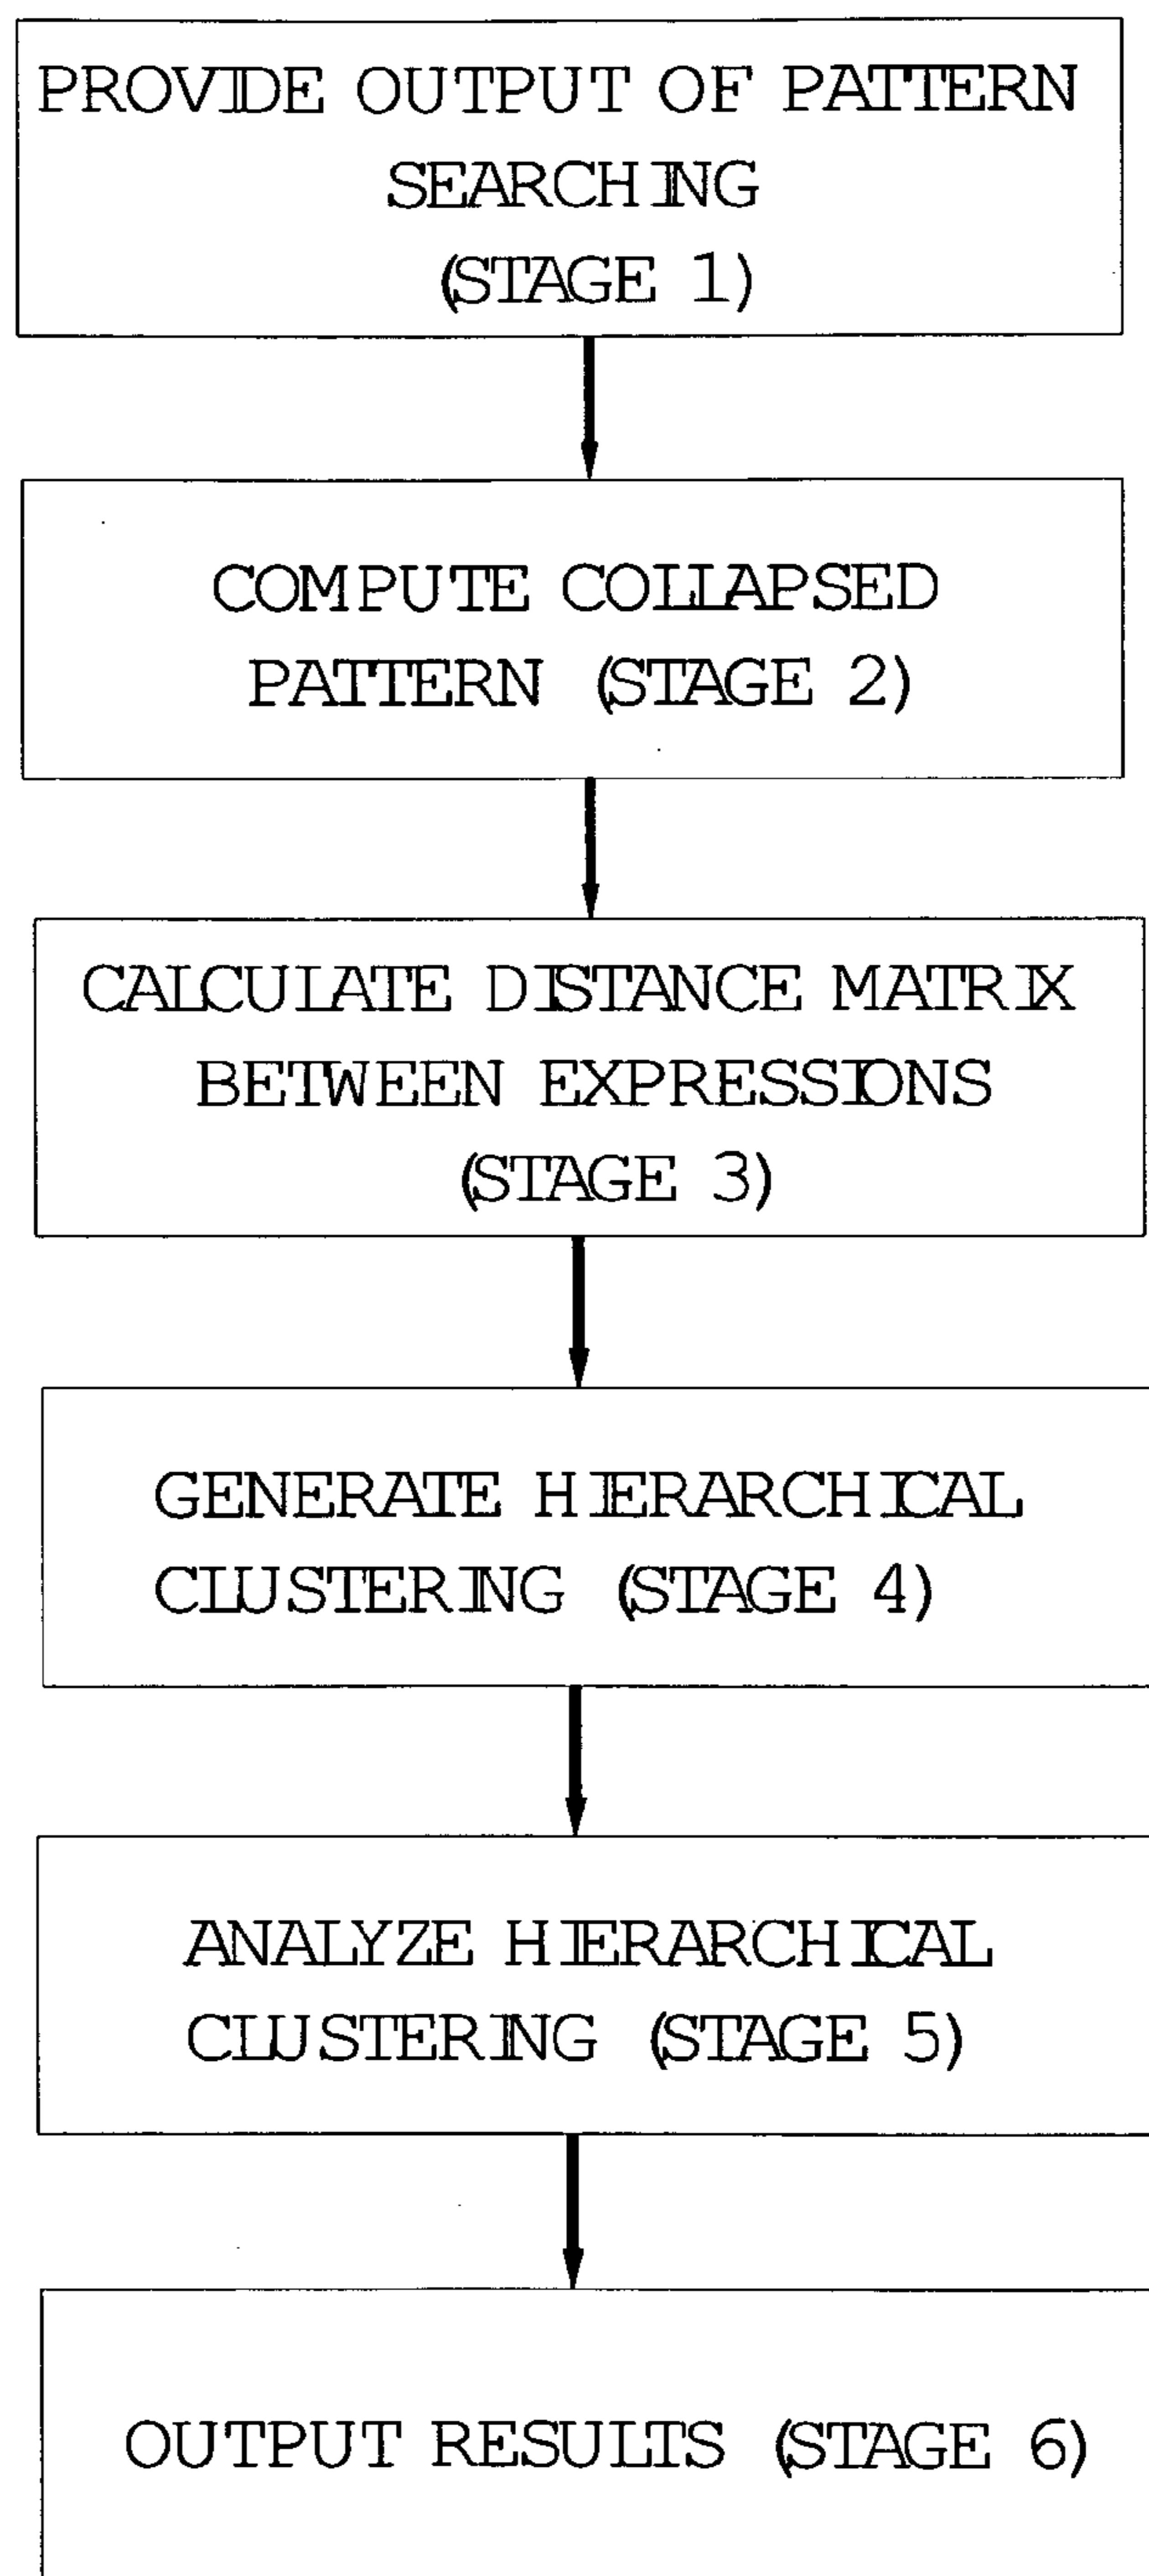 PROVIDE OUTPUT OF PATTERN
SEARCHING
(STAGE 1)
COMPUTE COLLAPSED
PATTERN (STAGE 2)
CALCULATE DISTANCE MATRIX
BETWEEN EXPRESSIONS
(STAGE 3)
GENERATE HIERARCHICAL
CLUSTERING (STAGE 4)
ANALYZE HIERARCHICAL
CLUSTERING (STAGE 5)
OUTPUT RESULTS (STAGE 6)